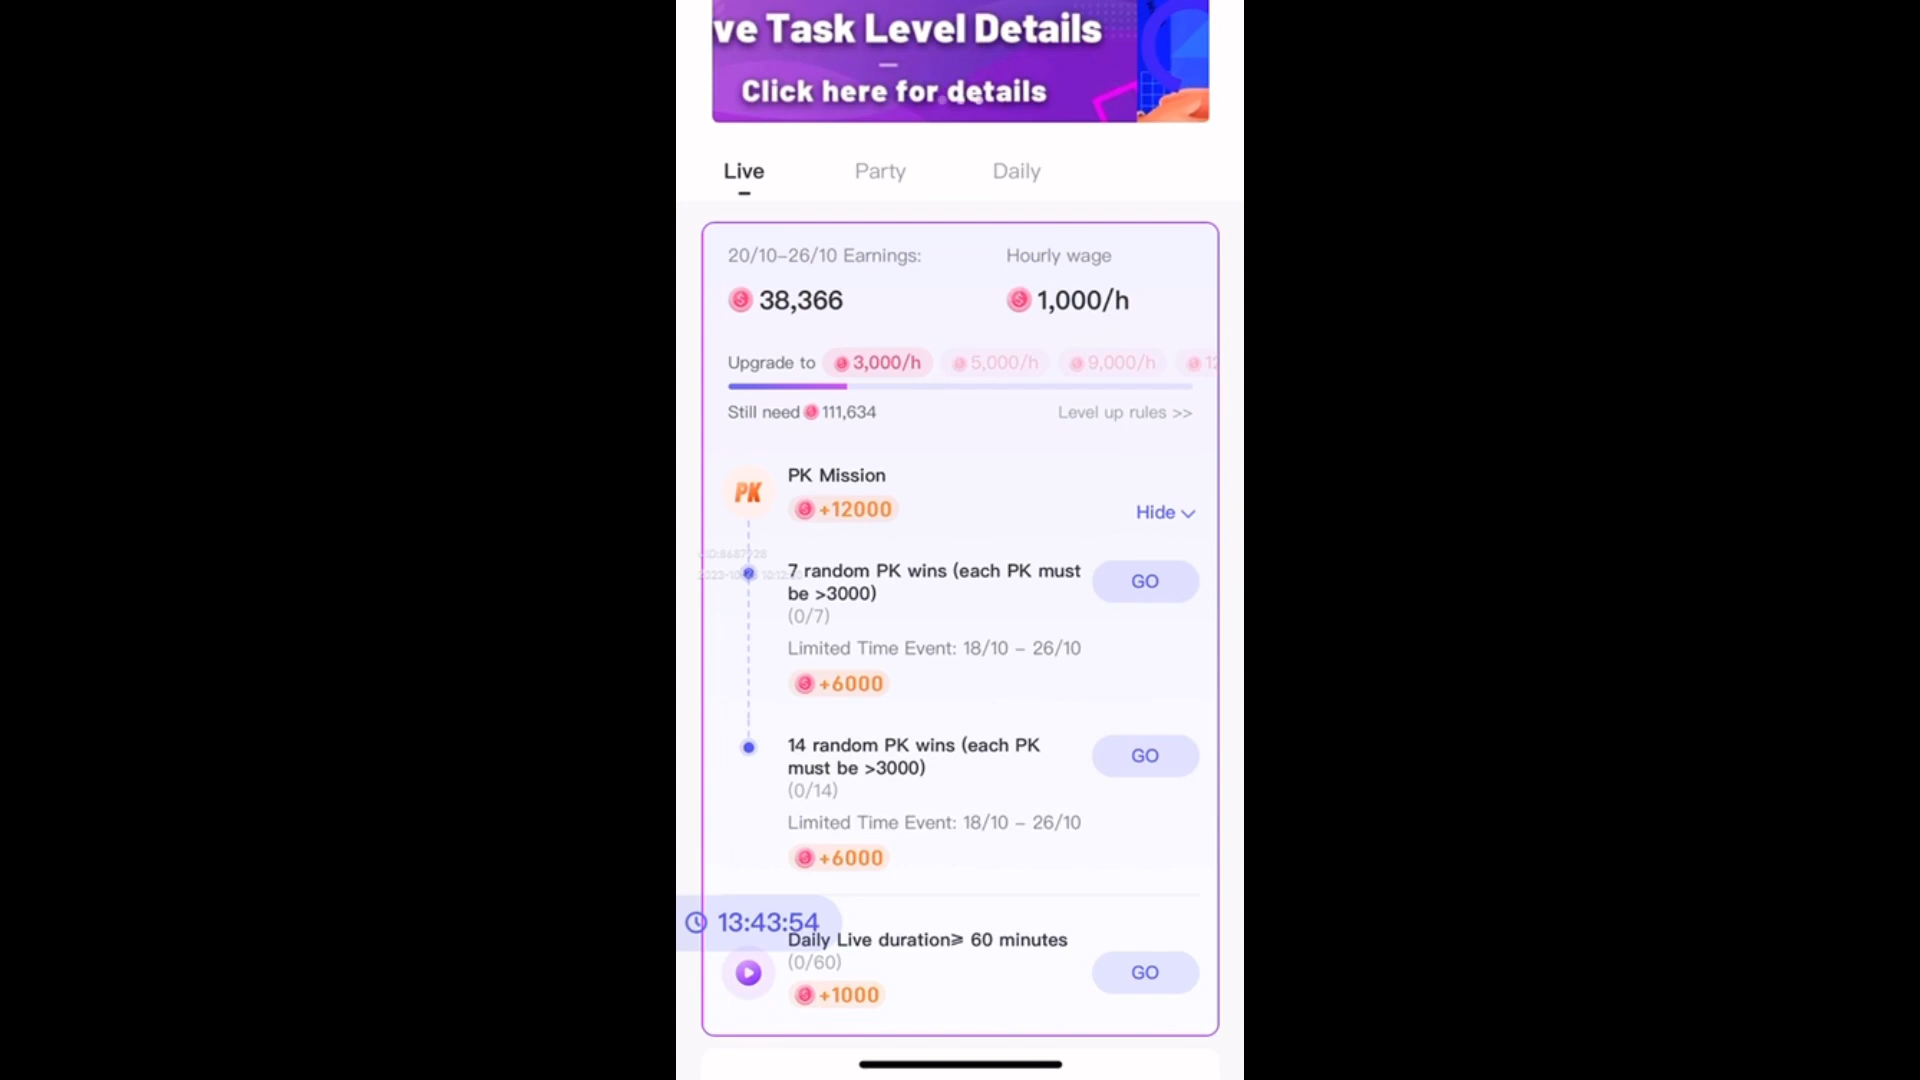 ve Task Level Details
Click here for details
Live Party Daily
20/10–26/10 Earnings: Hourly wage
38,366 1,000/h
Upgrade to 3,000/h 5,000/h 9,000/h 12
Still need 111,634 Level up rules >>
PK Mission
PK
+12000
Hide
7 random PK wins (each PK must
be >3000)
GO
(0/7)
Limited Time Event: 18/10 – 26/10
+6000
14 random PK wins (each PK
must be >3000)
GO
(0/14)
Limited Time Event: 18/10 – 26/10
+6000
13:43:54
Daily Live duration≥ 60 minutes
(0/60)
GO
+1000